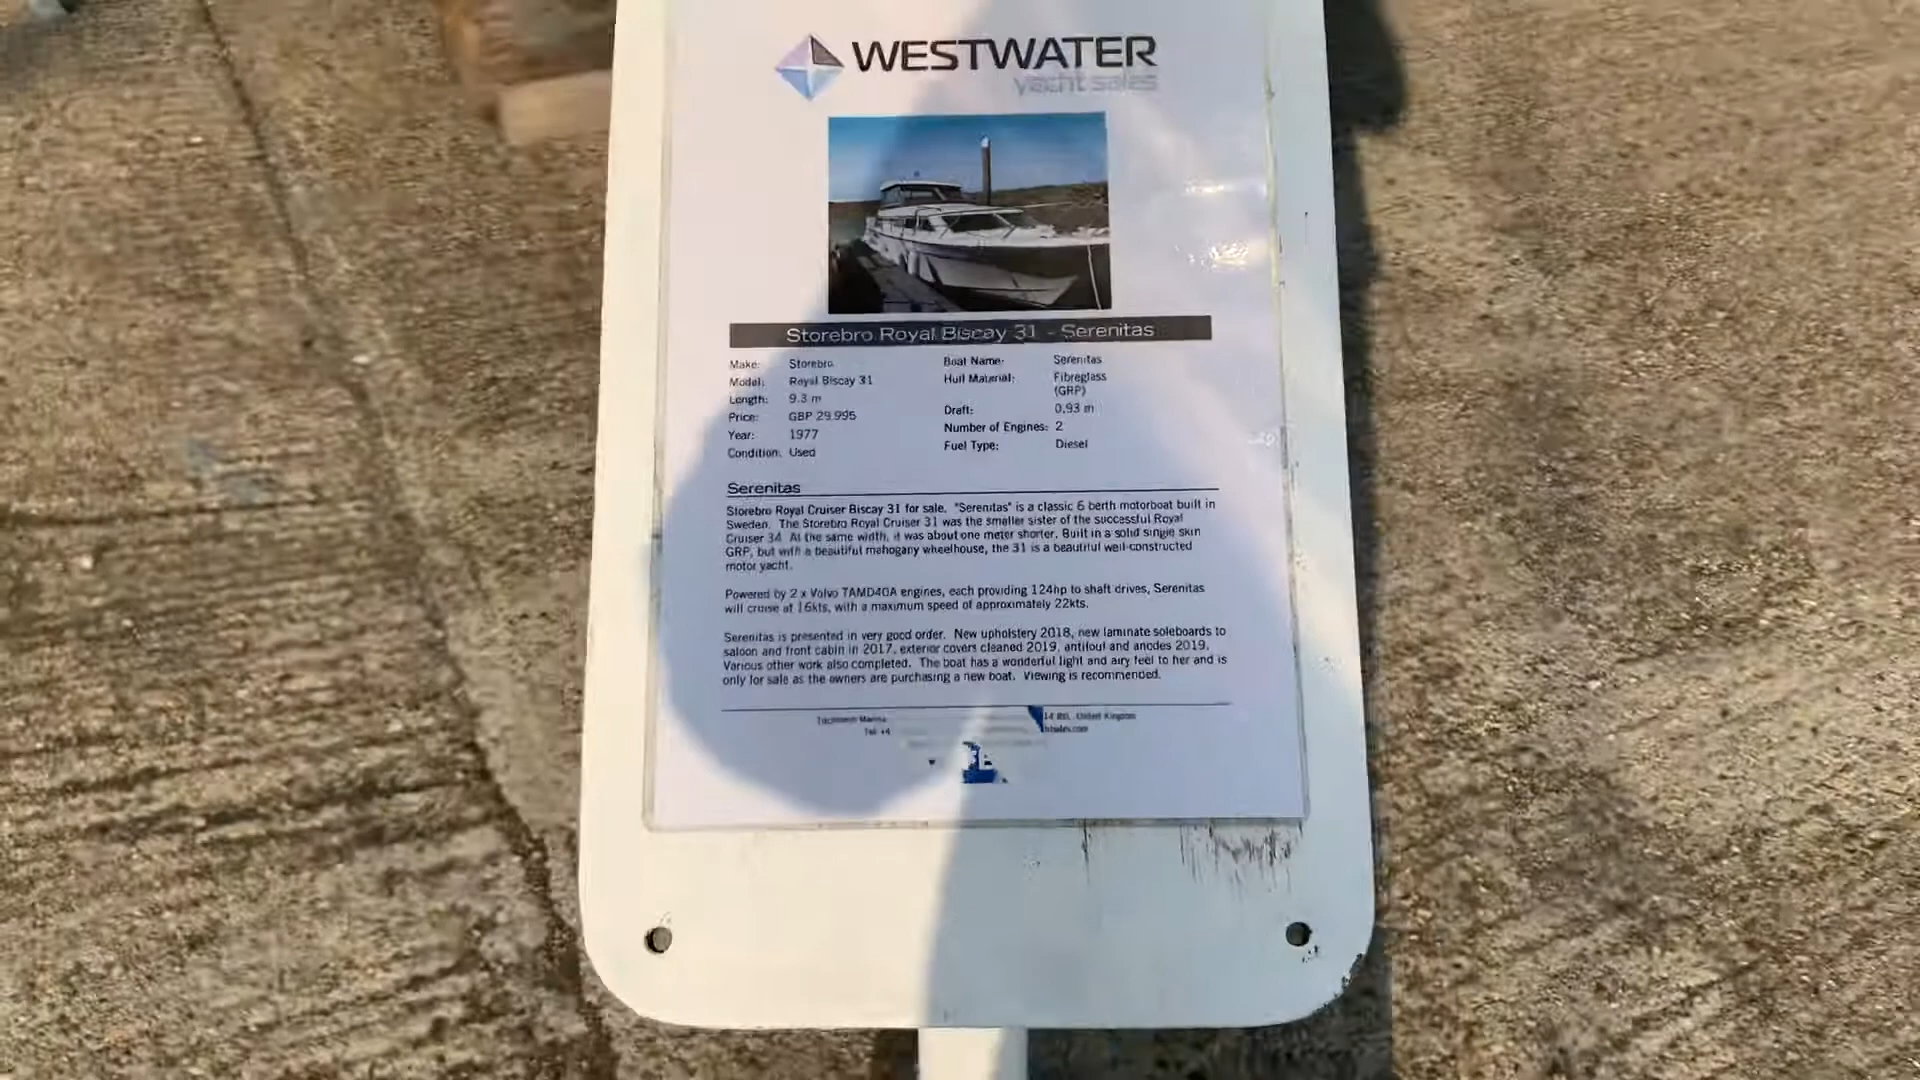 WESTWATER
yacht sales
Storebro Royal Biscay 31 - Serenitas
Make: Storebro
Model: Royal Biscay 31
Length: 9.3 m
Price: GBP 29,995
Year: 1977
Condition: Used
Boat Name: Serenitas
Hull Material: Fibreglass
(GRP)
Draft: 0.93 m
Number of Engines: 2
Fuel Type: Diesel
Serenitas
Storebro Royal Cruiser Biscay 31 for sale. "Serenitas" is a classic 6 berth motorboat built in
Sweden. The Storebro Royal Cruiser 31 was the smaller sister of the successful Royal
Cruiser 34. At the same width, it was about one meter shorter. Built in a solid single skin
GRP, but with a beautiful mahogany wheelhouse, the 31 is a beautiful well-constructed
motor yacht.
Powered by 2 x Volvo TAMD40A engines, each providing 124hp to shaft drives, Serenitas
will cruise at 16kts, with a maximum speed of approximately 22kts.
Serenitas is presented in very good order. New upholstery 2018, new laminate soleboards to
saloon and front cabin in 2017, exterior covers cleaned 2019, antifoul and anodes 2019.
Various other work also completed. The boat has a wonderful light and airy feel to her and is
only for sale as the owners are purchasing a new boat. Viewing is recommended.
Marina United Kingdom
Tel: +4